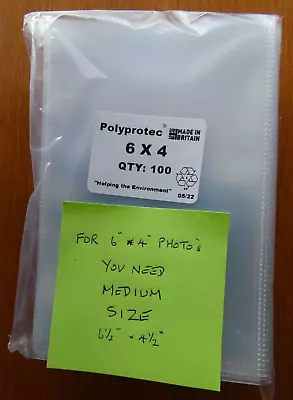 Polyprotec®
MADE IN
BRITAIN
6 X 4
QTY: 100
"Helping the Environment"
05/22
FOR 6" * 4" PHOTO'S
YOU NEED
MEDIUM
SIZE
6½" × 4½"